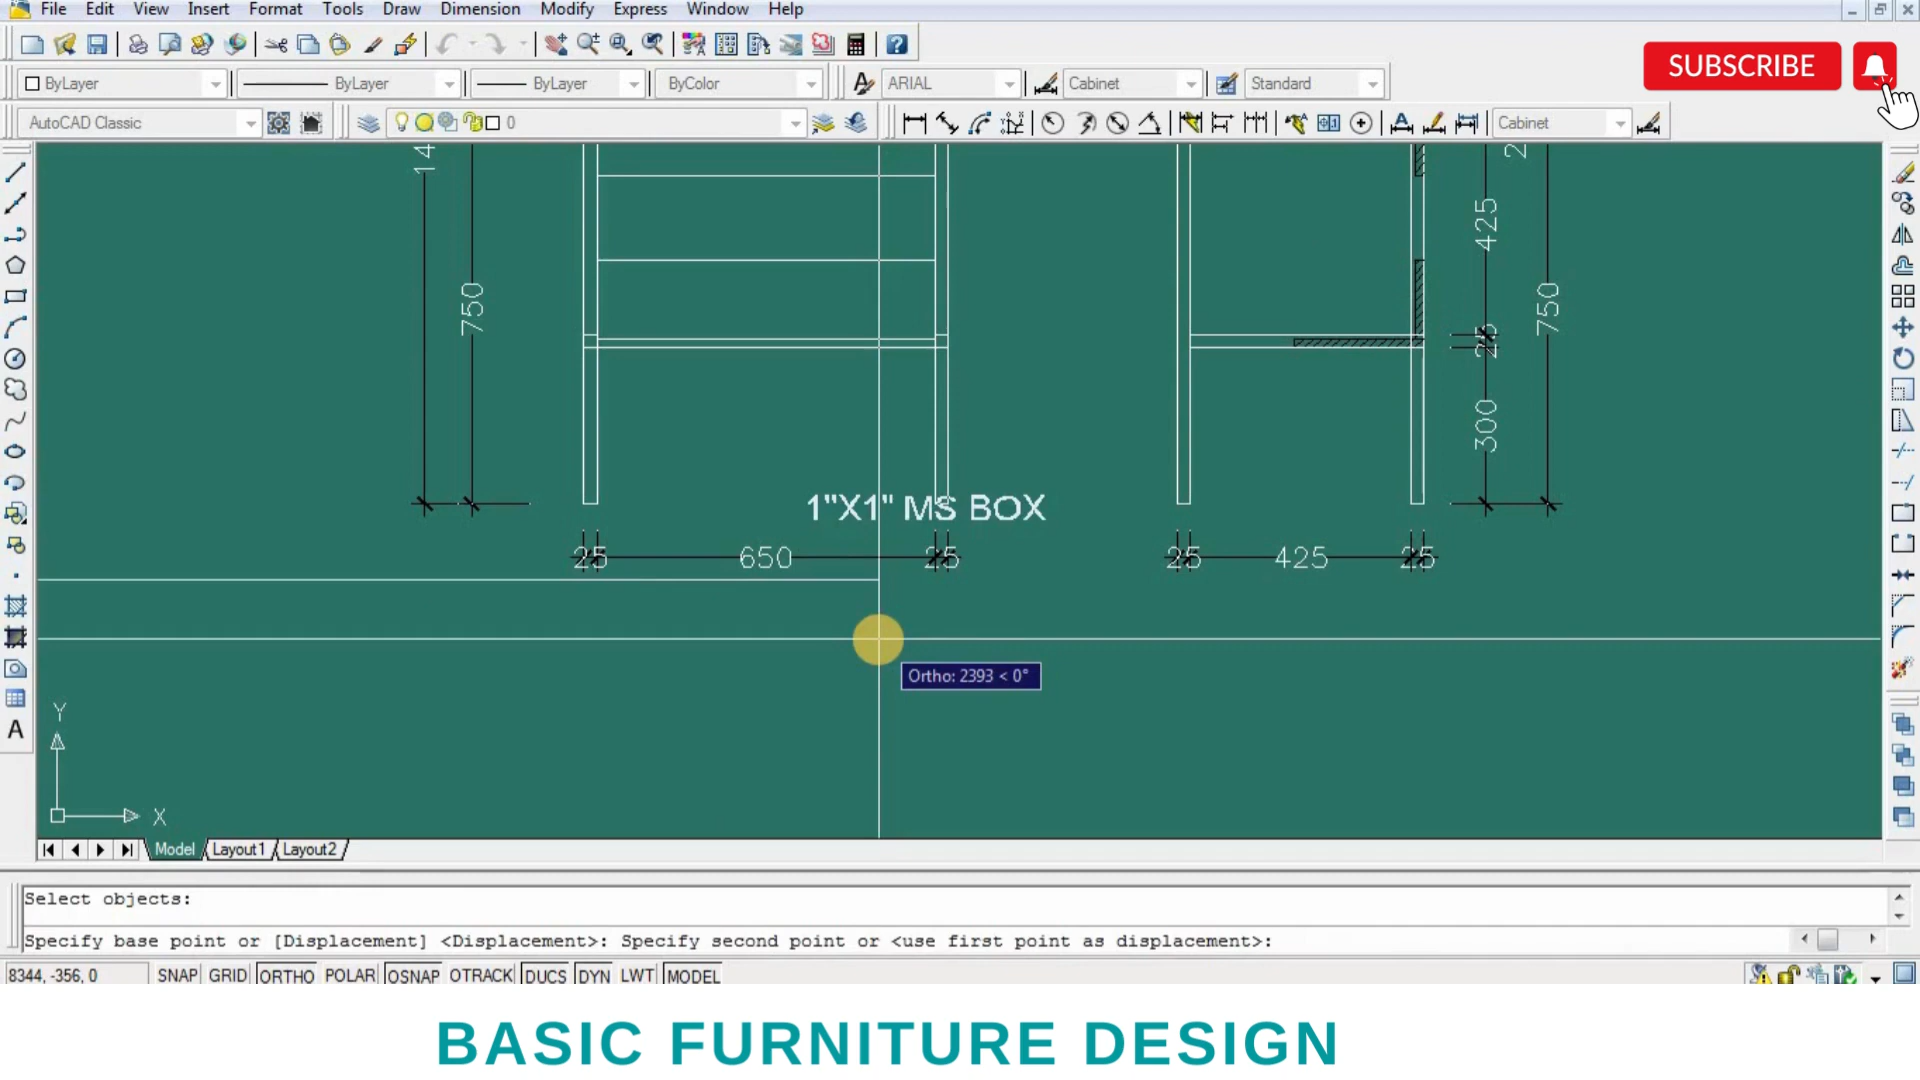 File Edit View Insert Format Tools Draw Dimension Modify Express Window Help
SUBSCRIBE
ByLayer ByLayer ByLayer ByColor ARIAL Cabinet Standard
AutoCAD Classic 0 Cabinet
14
2
425
750
750
25
300
1"X1" MS BOX
25 650 25 25 425 25
Ortho: 2393 < 0°
Y
X
Model Layout1 Layout2
Select objects:
Specify base point or [Displacement] <Displacement>: Specify second point or <use first point as displacement>:
8344, -356, 0 SNAP GRID ORTHO POLAR OSNAP OTRACK DUCS DYN LWT MODEL
A
BASIC FURNITURE DESIGN